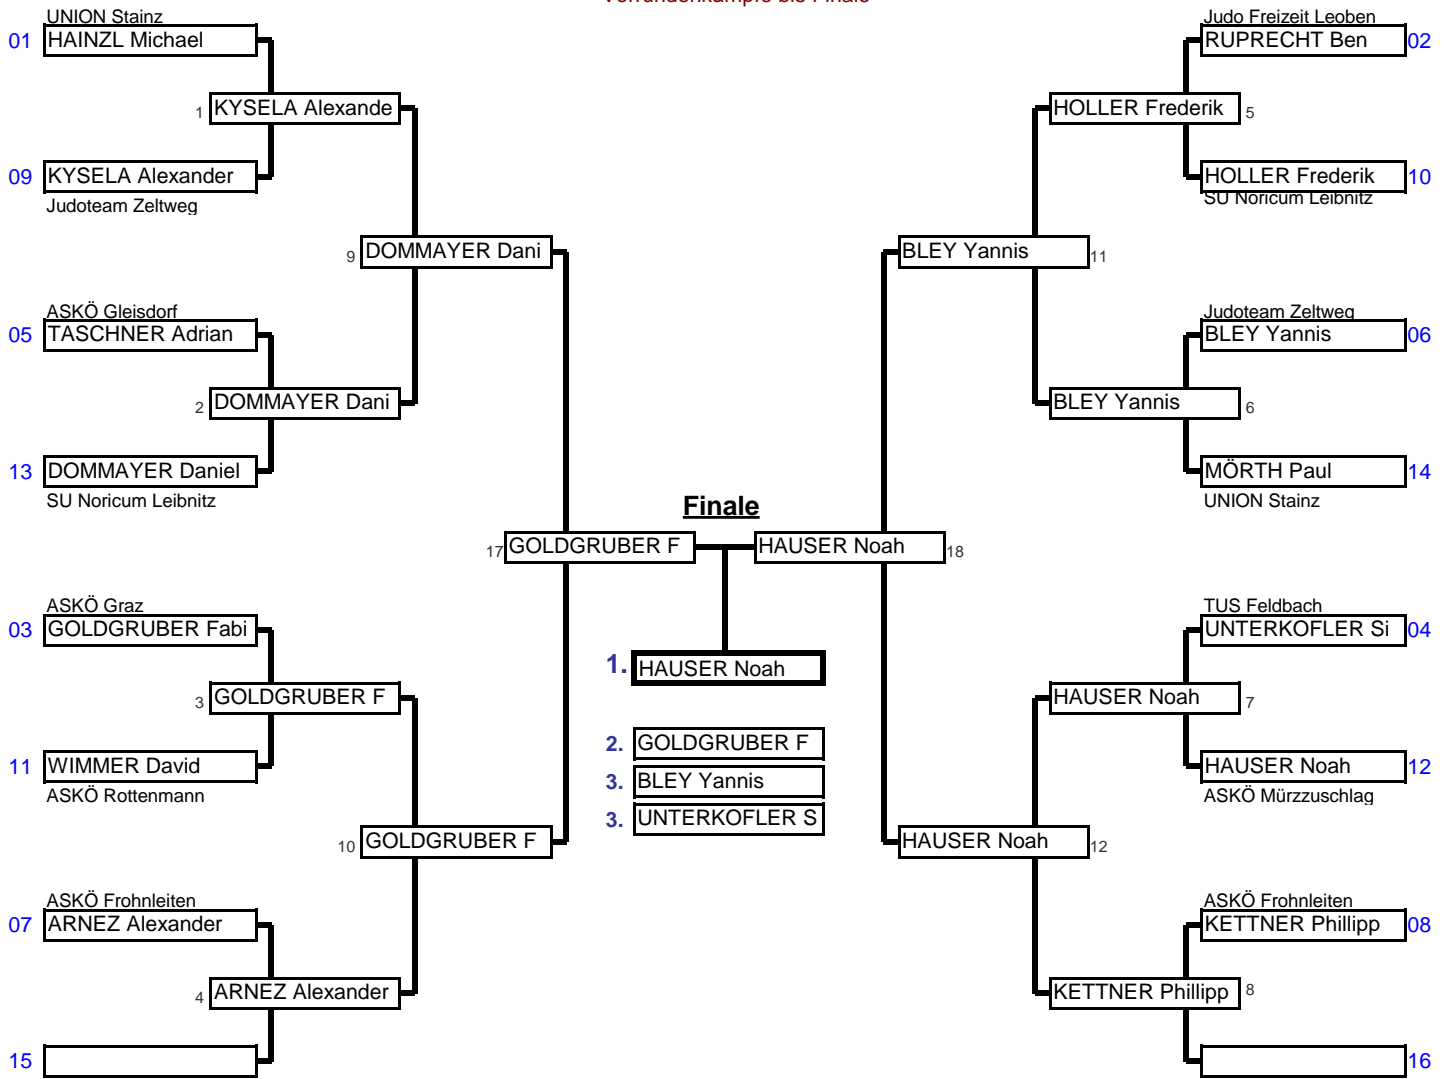 UNION Stainz
01 HAINZL Michael
1 KYSELA Alexande
09 KYSELA Alexander
Judoteam Zeltweg
9 DOMMAYER Dani
ASKÖ Gleisdorf
05 TASCHNER Adrian
2 DOMMAYER Dani
13 DOMMAYER Daniel
SU Noricum Leibnitz
17 GOLDGRUBER F
ASKÖ Graz
03 GOLDGRUBER Fabi
3 GOLDGRUBER F
11 WIMMER David
ASKÖ Rottenmann
10 GOLDGRUBER F
ASKÖ Frohnleiten
07 ARNEZ Alexander
4 ARNEZ Alexander
15
Finale
1. HAUSER Noah
2. GOLDGRUBER F
3. BLEY Yannis
3. UNTERKOFLER S
Judo Freizeit Leoben
RUPRECHT Ben 02
HOLLER Frederik 5
HOLLER Frederik 10
SU Noricum Leibnitz
BLEY Yannis 11
Judoteam Zeltweg
BLEY Yannis 06
BLEY Yannis 6
MÖRTH Paul 14
UNION Stainz
HAUSER Noah 18
TUS Feldbach
UNTERKOFLER Si 04
HAUSER Noah 7
HAUSER Noah 12
ASKÖ Mürzzuschlag
HAUSER Noah 12
ASKÖ Frohnleiten
KETTNER Phillipp 08
KETTNER Phillipp 8
16